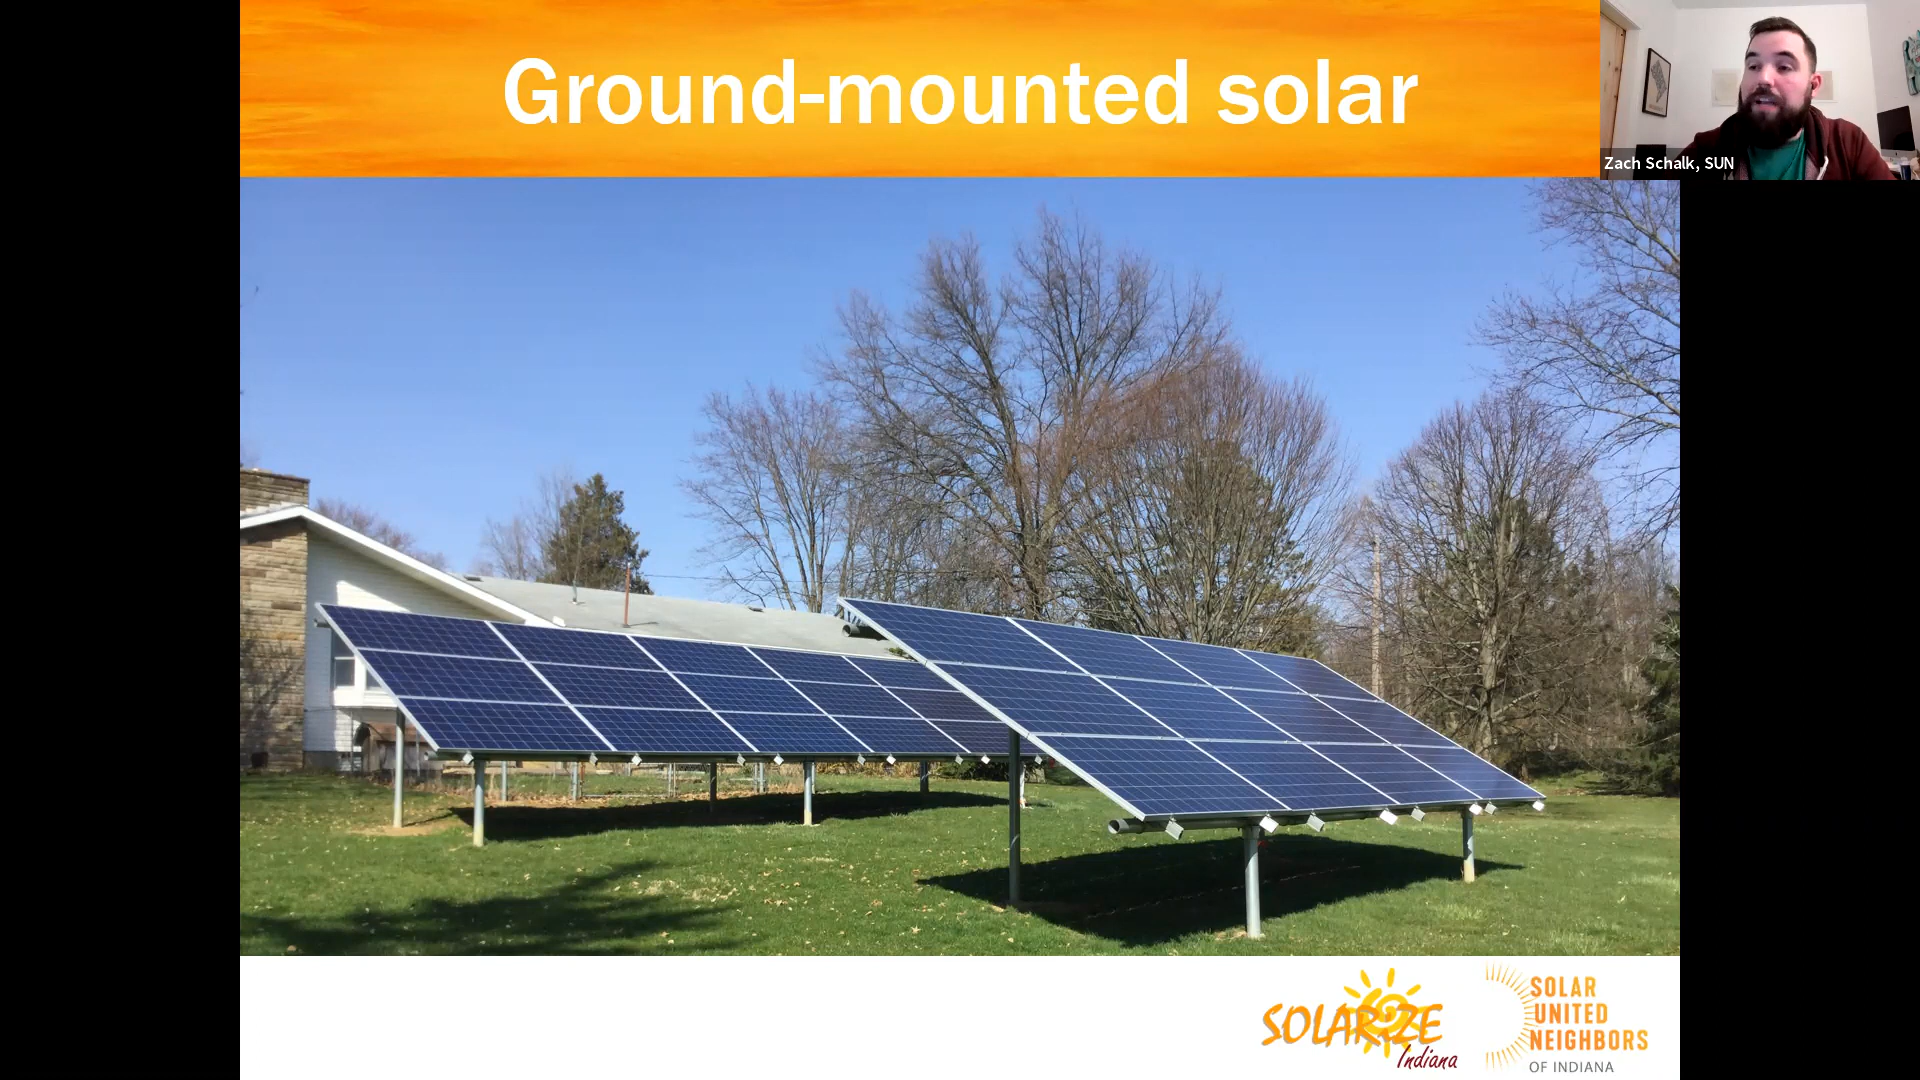 Ground-mounted solar
Zach Schalk, SUN
SOLARIZE
Indiana
SOLAR
UNITED
NEIGHBORS
OF INDIANA